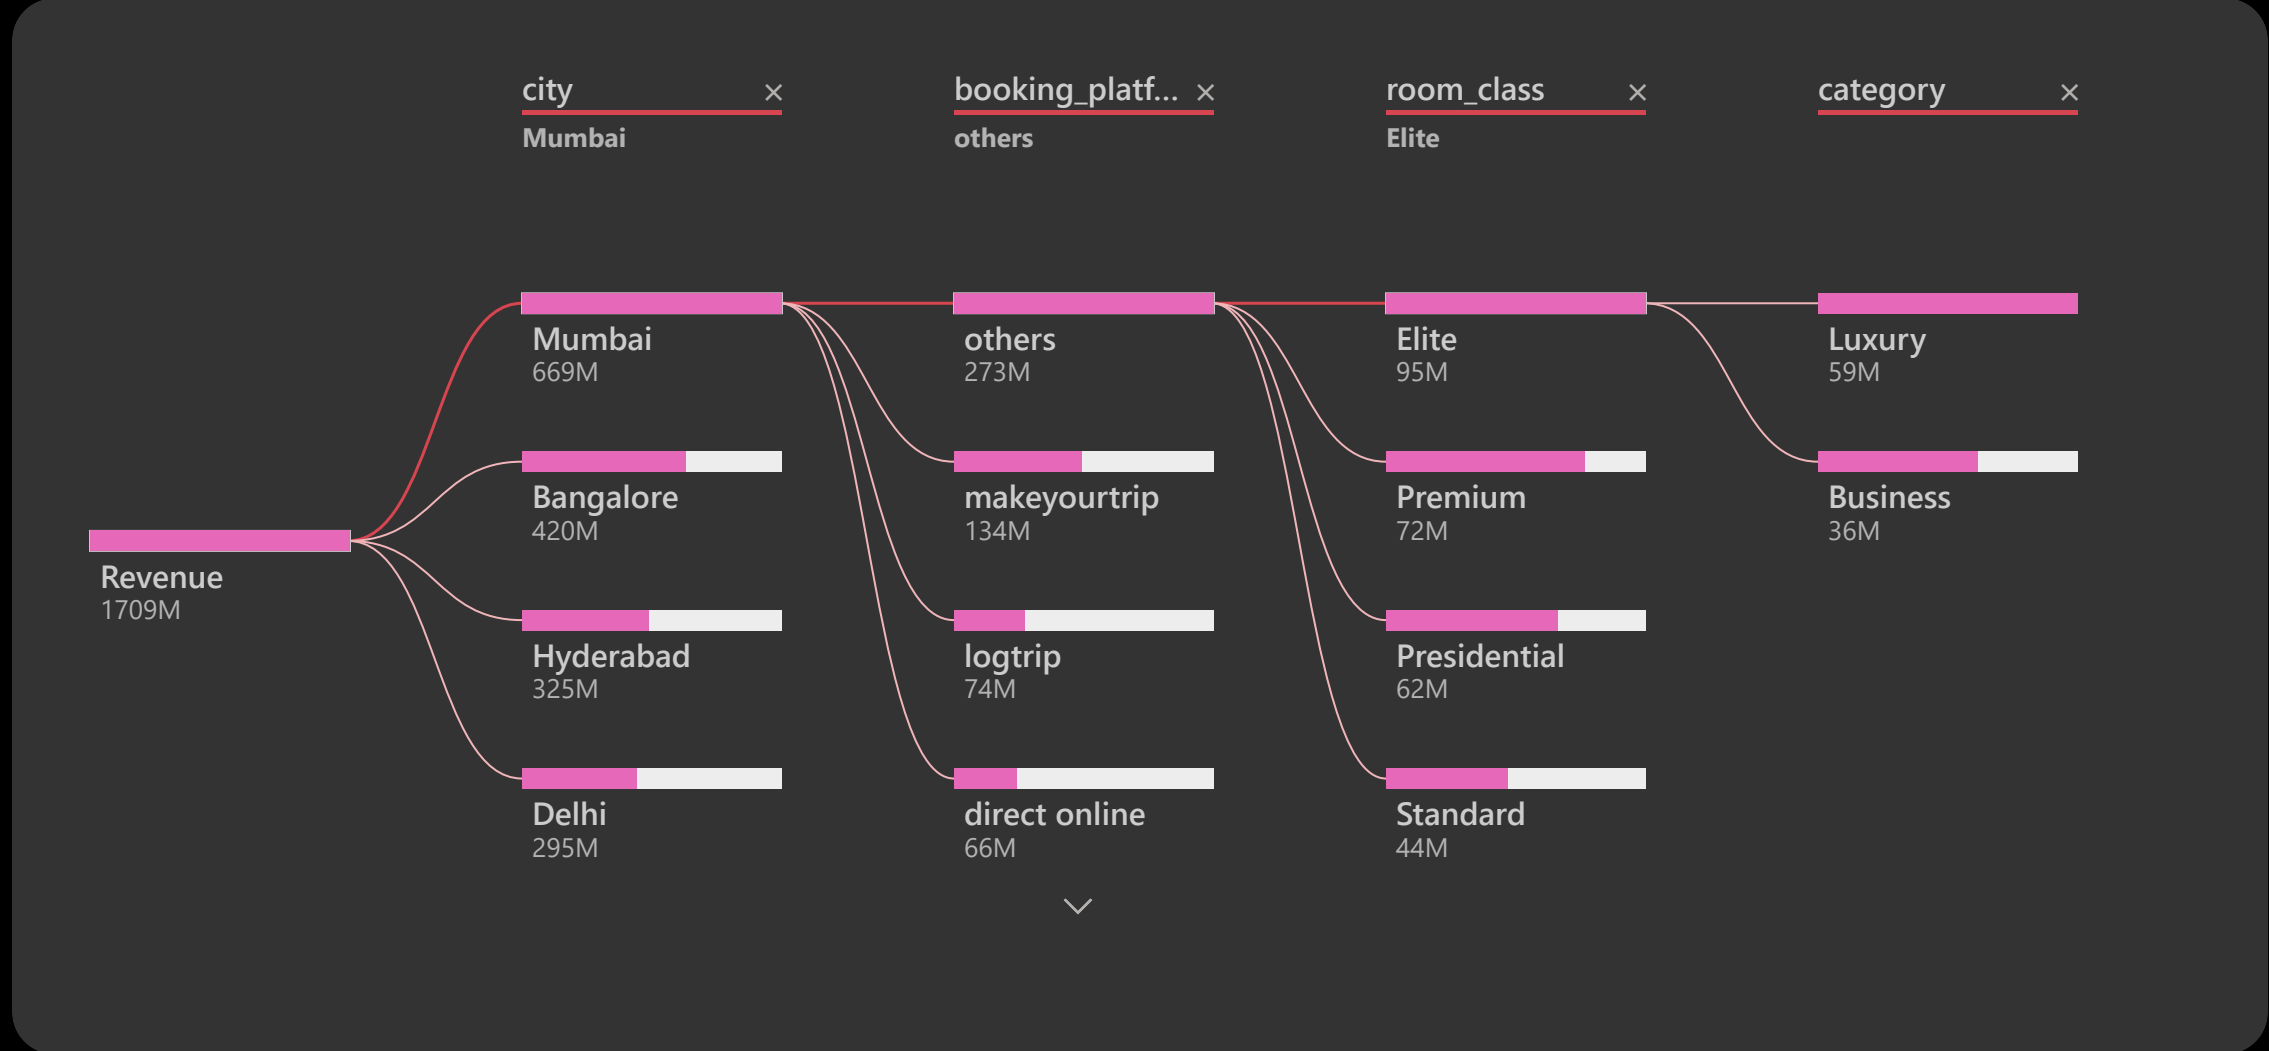 city
Mumbai
booking_platf...
others
room_class
Elite
category
Revenue
1709M
Mumbai
669M
Bangalore
420M
Hyderabad
325M
Delhi
295M
others
273M
makeyourtrip
134M
logtrip
74M
direct online
66M
Elite
95M
Premium
72M
Presidential
62M
Standard
44M
Luxury
59M
Business
36M